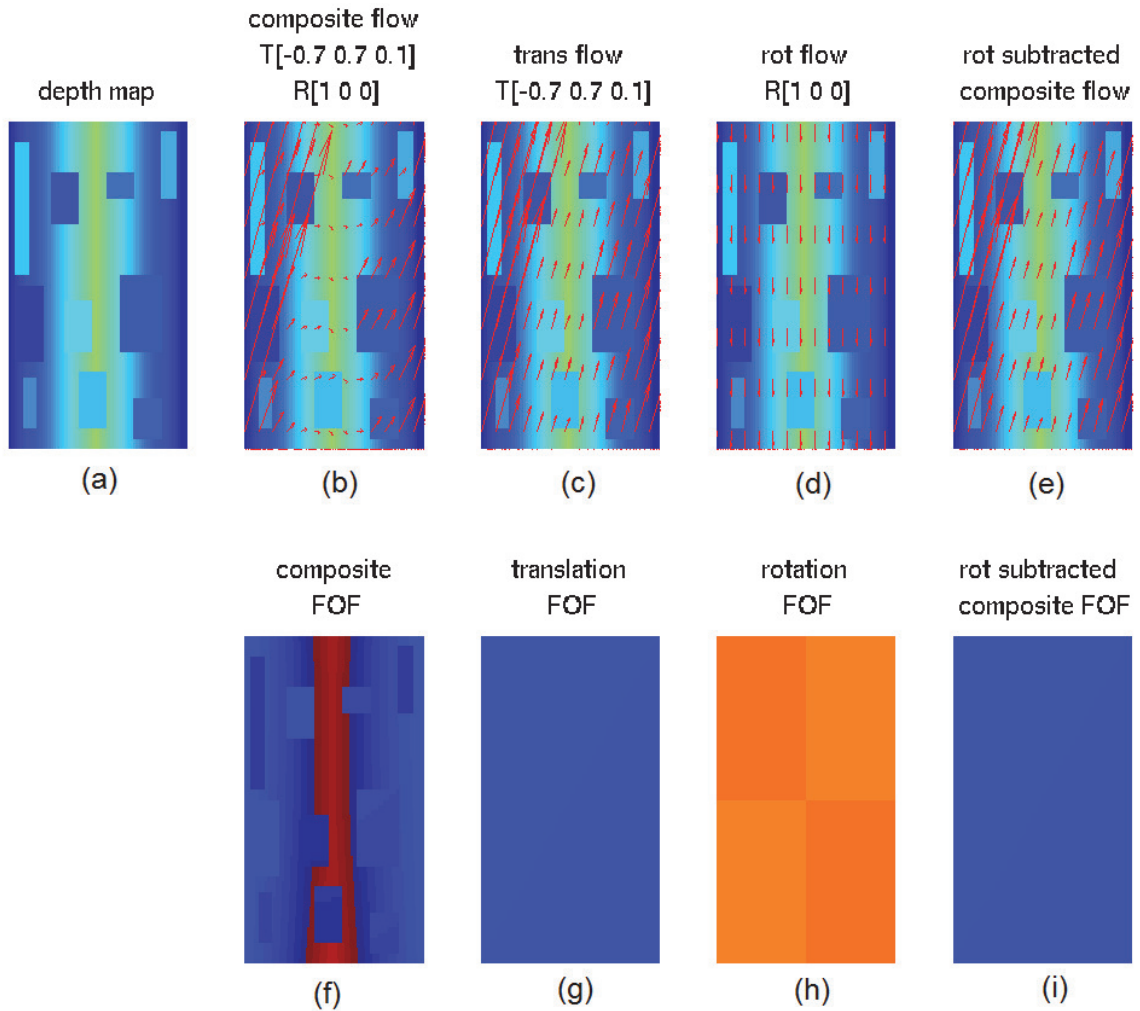 depth map
composite flow
T[-0.7 0.7 0.1]
R[1 0 0]
trans flow
T[-0.7 0.7 0.1]
rot flow
R[1 0 0]
rot subtracted
composite flow
(a)
(b)
(c)
(d)
(e)
composite
FOF
translation
FOF
rotation
FOF
rot subtracted
composite FOF
(f)
(g)
(h)
(i)